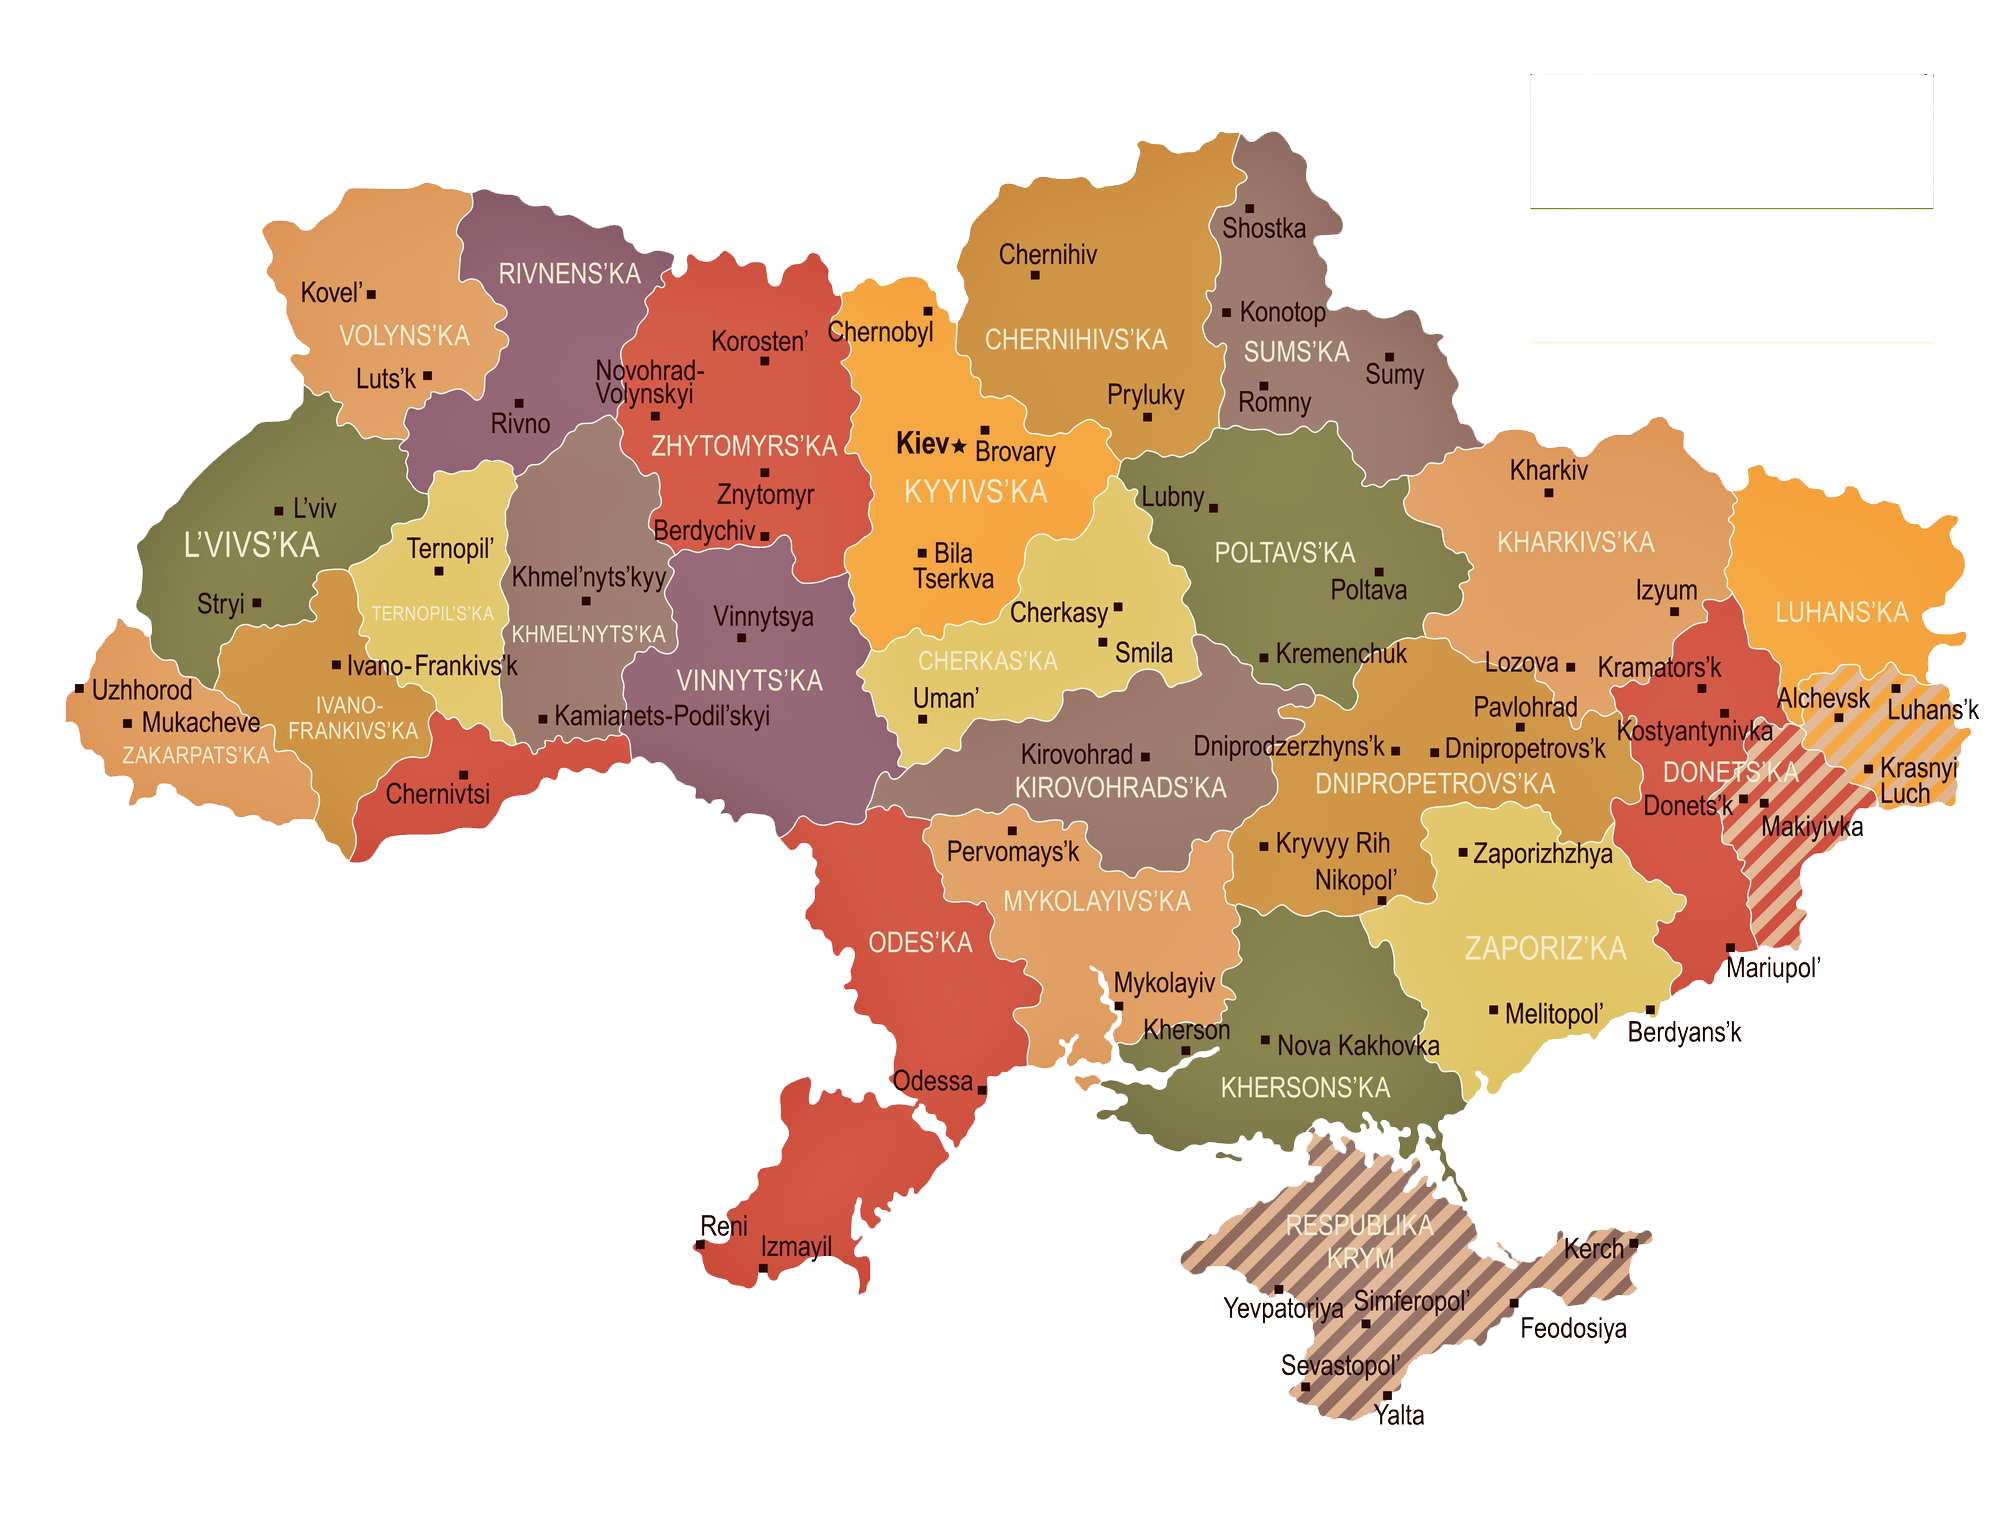 Shostka
Chernihiv
RIVNENS'KA
Kovel'
Konotop
Chernobyl
VOLYNS'KA
CHERNIHIVS'KA
Korosten'
SUMS'KA
Sumy
Luts'k
Novohrad-
Volynskyi
Pryluky
Romny
Rivno
Kiev
Brovary
ZHYTOMYRS'KA
Kharkiv
Znytomyr
KYYIVS'KA
Lubny
L'viv
Berdychiv
L'VIVS'KA
Ternopil'
KHARKIVS'KA
Bila
Tserkva
POLTAVS'KA
Khmel'nyts'kyy
Poltava
Izyum
Stryi
TERNOPIL'S'KA
Vinnytsya
Cherkasy
LUHANS'KA
KHMEL'NYTS'KA
Smila
Kremenchuk
CHERKAS'KA
Lozova
Kramators'k
Ivano-Frankivs'k
VINNYTS'KA
Uzhhorod
Uman'
Alchevsk
Luhans'k
IVANO-
FRANKIVS'KA
Pavlohrad
Mukacheve
Kamianets-Podil'skyi
Kostyantynivka
ZAKARPATS'KA
Kirovohrad
Dniprodzerzhyns'k
Dnipropetrovs'k
Krasnyi
Luch
DONETS'KA
KIROVOHRADS'KA
DNIPROPETROVS'KA
Chernivtsi
Donets'k
Makiyivka
Pervomays'k
Kryvyy Rih
Zaporizhzhya
Nikopol'
MYKOLAYIVS'KA
ODES'KA
ZAPORIZ'KA
Mariupol'
Mykolayiv
Melitopol'
Kherson
Berdyans'k
Nova Kakhovka
Odessa
KHERSONS'KA
Reni
RESPUBLIKA
KRYM
Izmayil
Kerch
Yevpatoriya
Simferopol'
Feodosiya
Sevastopol'
Yalta